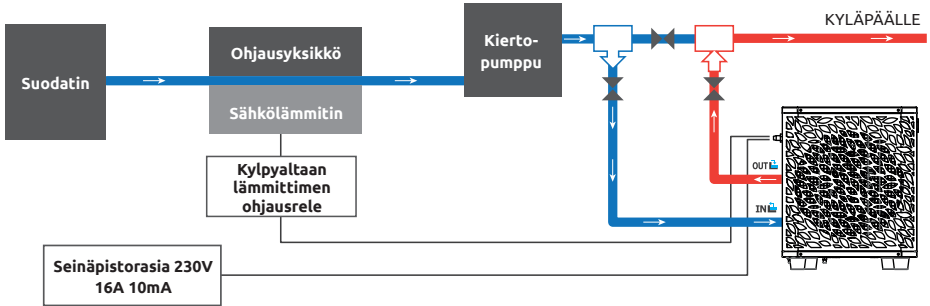 KYLÄPÄÄLLE
Suodatin
Ohjausyksikkö
Sähkölämmitin
Kierto-
pumppu
Kylpyaltaan
lämmittimen
ohjausrele
OUT
IN
Seinäpistorasia 230V
16A 10mA